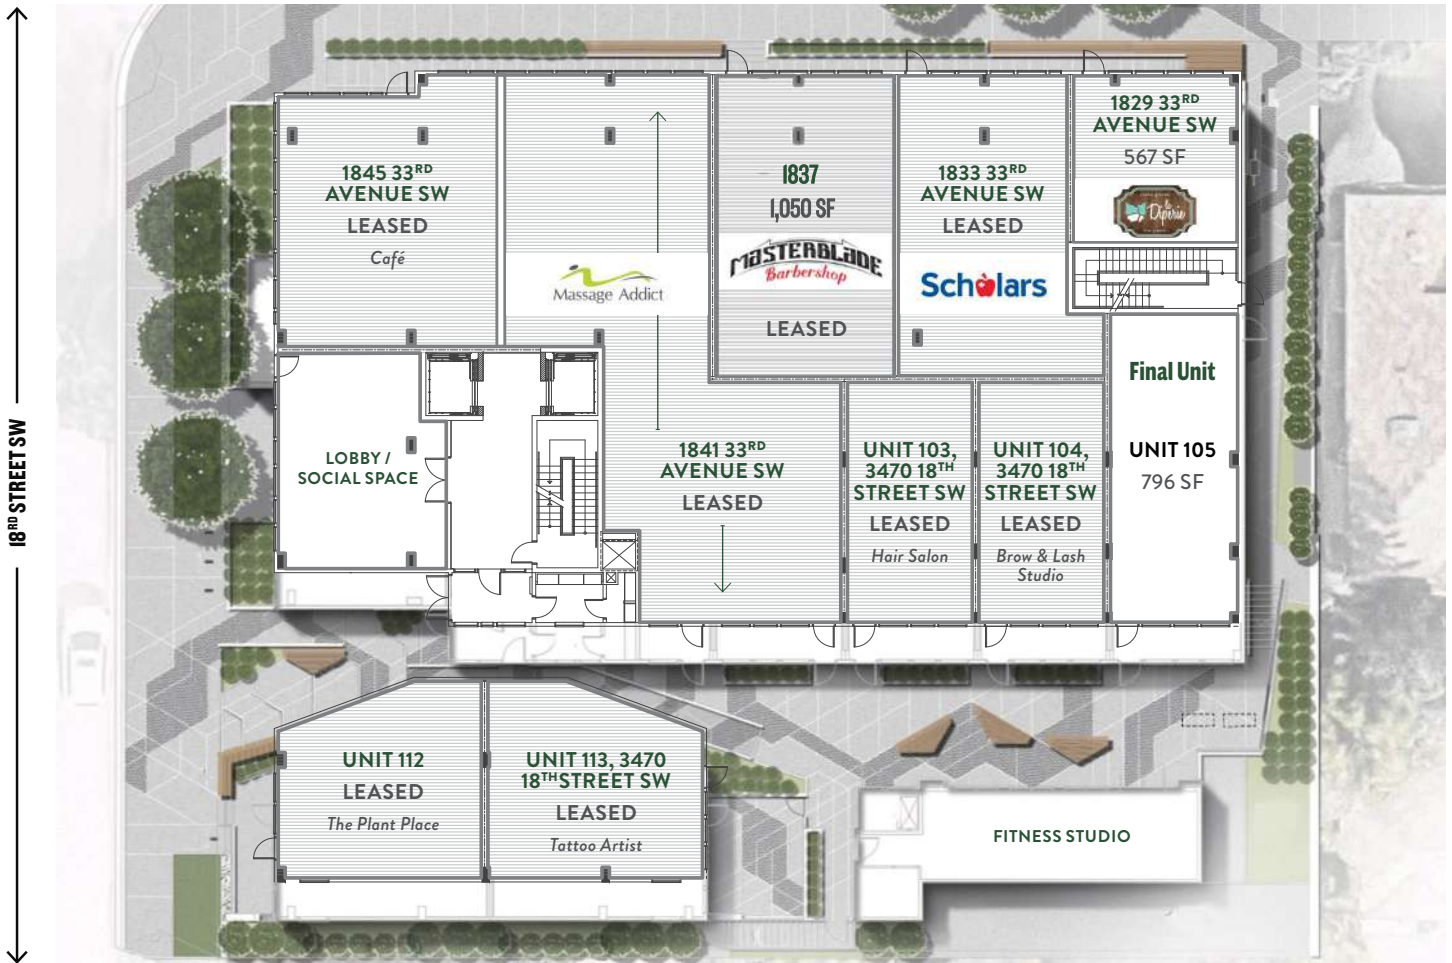 18RD STREET SW
1845 33RD
AVENUE SW
LEASED
Café
Massage Addict
1837
1,050 SF
MASTERBLADE
Barbershop
LEASED
1833 33RD
AVENUE SW
LEASED
Scholars
1829 33RD
AVENUE SW
567 SF
la
Diperie
LOBBY /
SOCIAL SPACE
1841 33RD
AVENUE SW
LEASED
UNIT 103,
3470 18TH
STREET SW
LEASED
Hair Salon
UNIT 104,
3470 18TH
STREET SW
LEASED
Brow & Lash
Studio
Final Unit
UNIT 105
796 SF
UNIT 112
LEASED
The Plant Place
UNIT 113, 3470
18TH STREET SW
LEASED
Tattoo Artist
FITNESS STUDIO